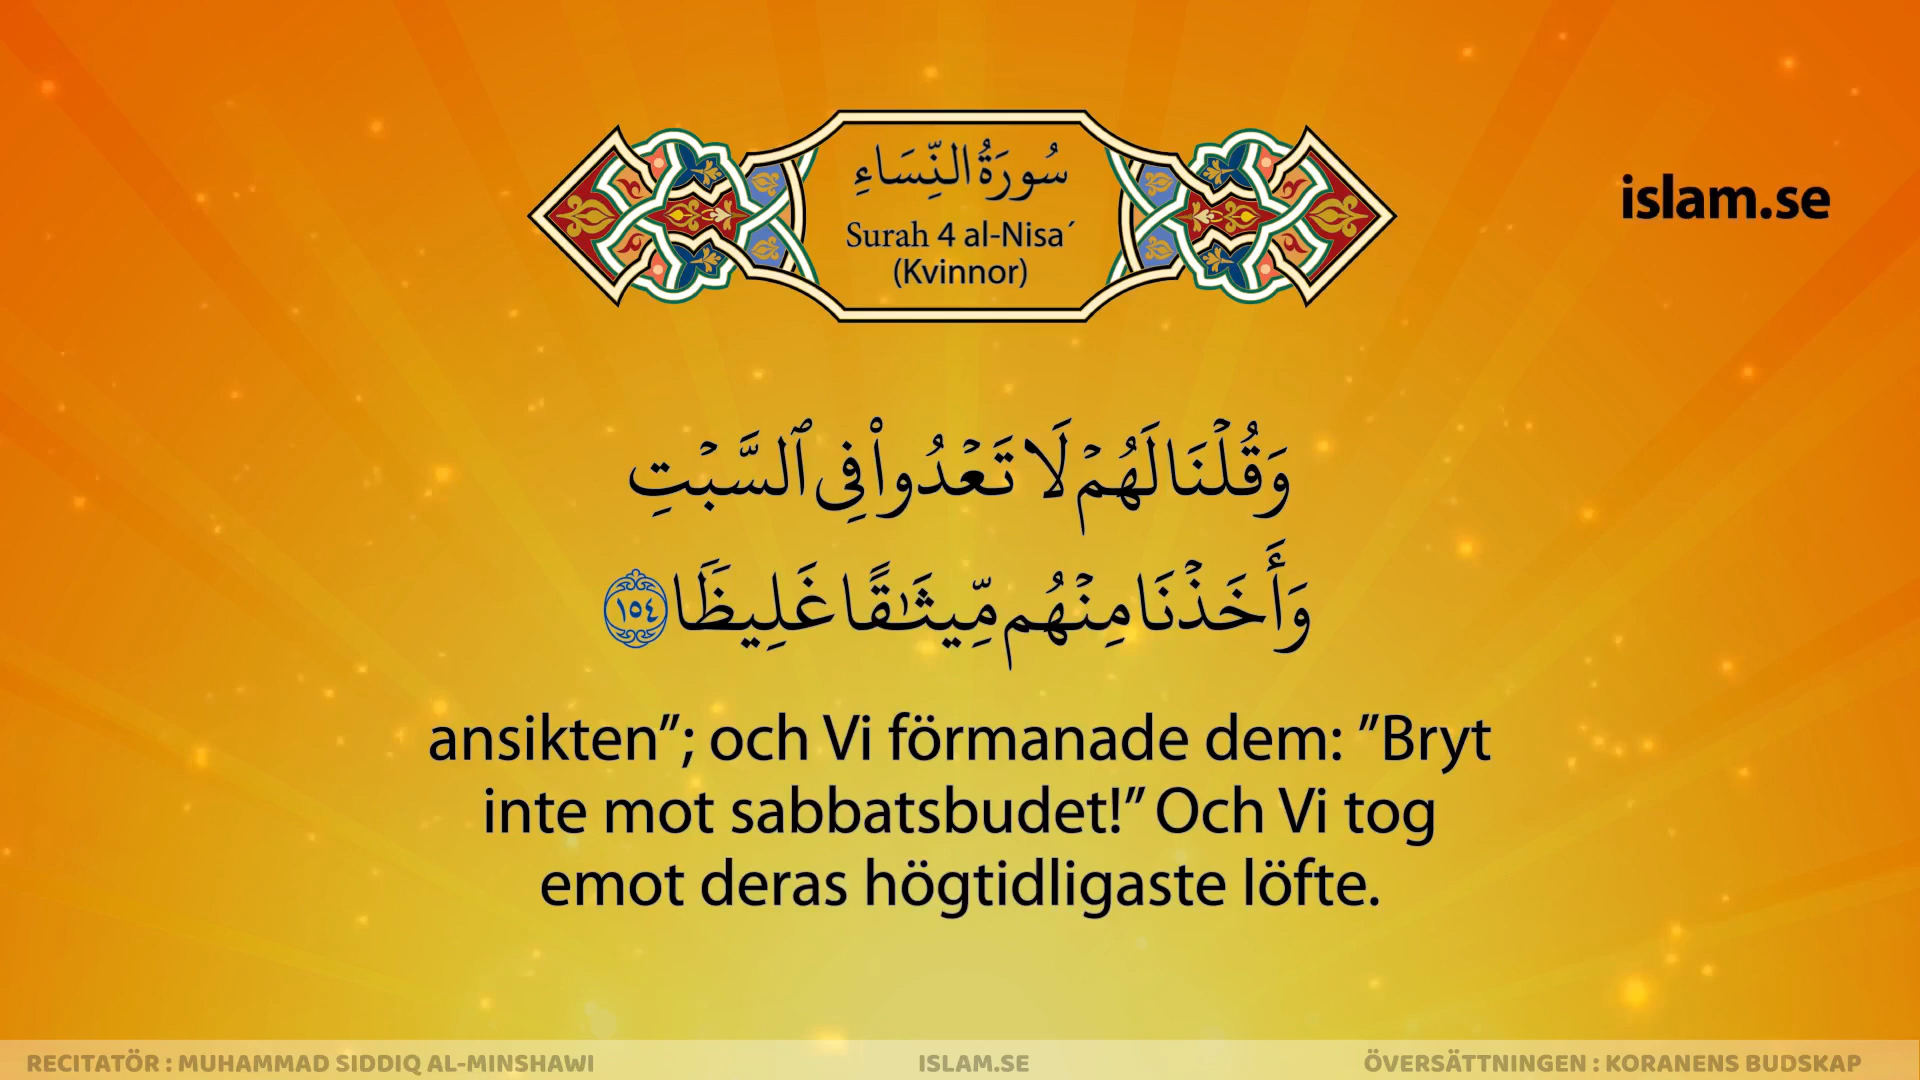 سُورَةُ النِّسَاءِ
Surah 4 al-Nisa´
(Kvinnor)
islam.se
وَقُلْنَا لَهُمْ لَا تَعْدُوا۟ فِى ٱلسَّبْتِ
وَأَخَذْنَا مِنْهُم مِّيثَـٰقًا غَلِيظًا ١٥٤
ansikten”; och Vi förmanade dem: ”Bryt
inte mot sabbatsbudet!” Och Vi tog
emot deras högtidligaste löfte.
RECITATÖR : MUHAMMAD SIDDIQ AL-MINSHAWI
ISLAM.SE
ÖVERSÄTTNINGEN : KORANENS BUDSKAP